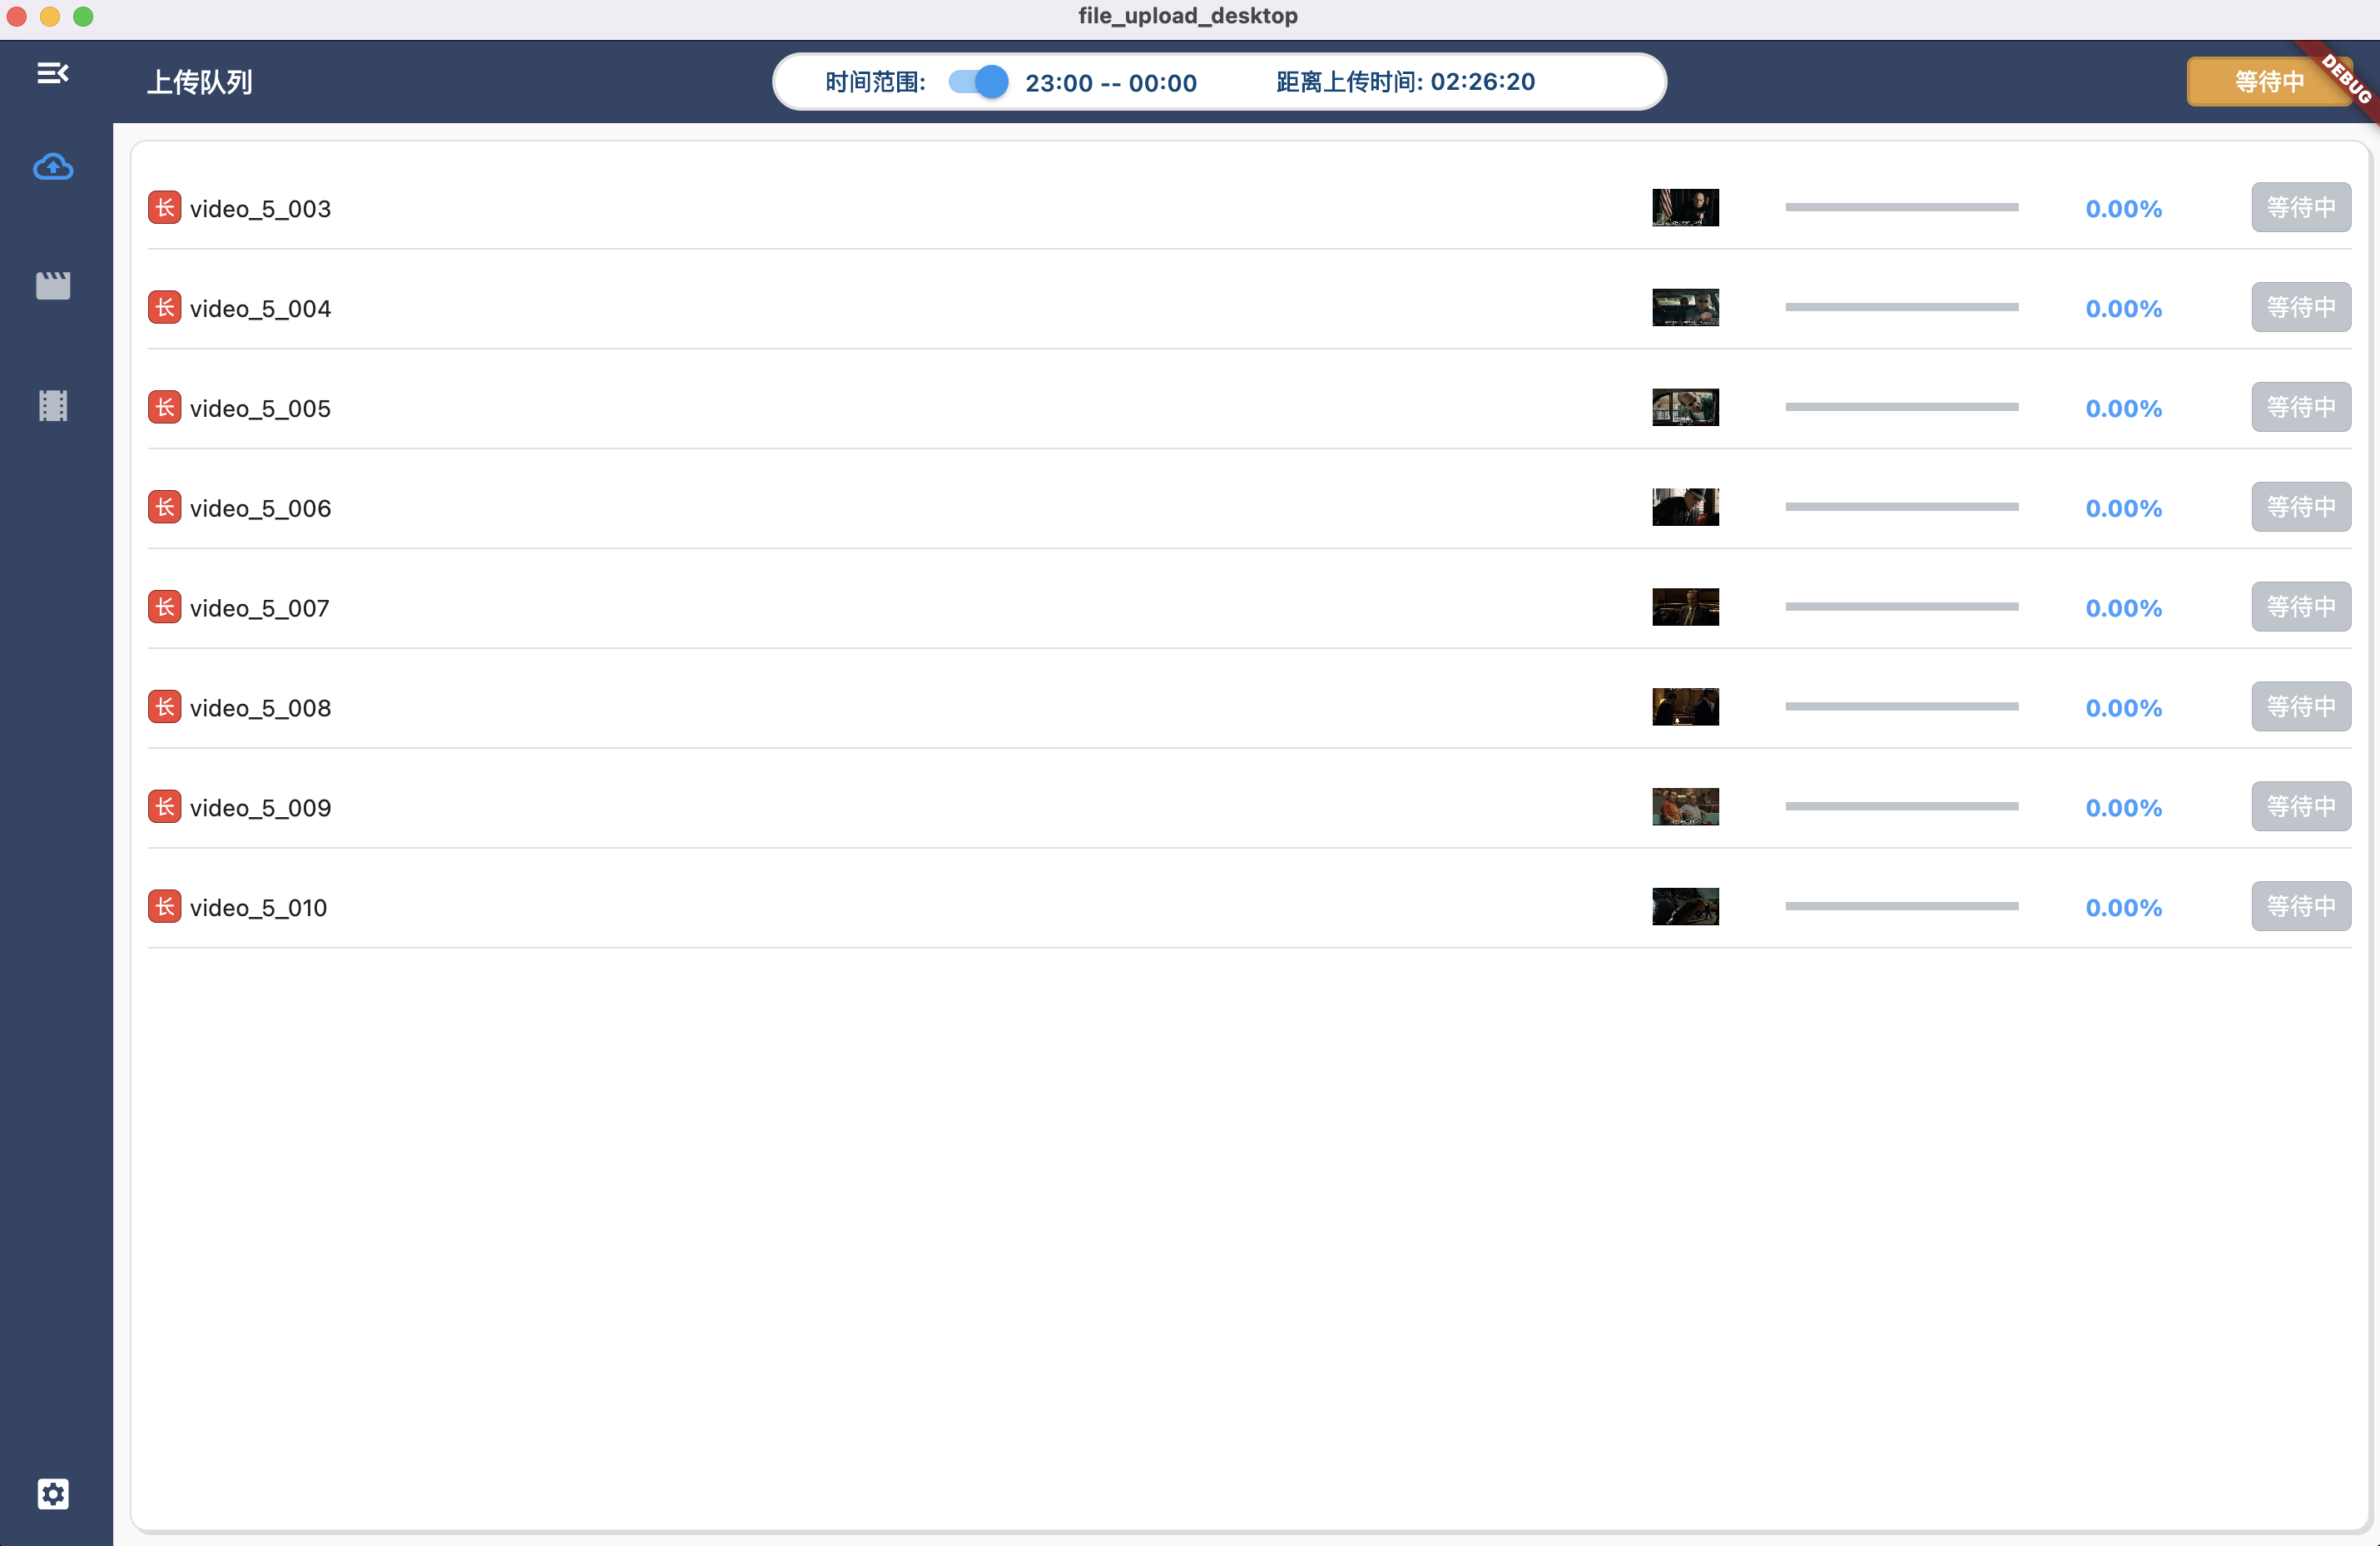 file_upload_desktop
上传队列
时间范围: 23:00 -- 00:00 距离上传时间: 02:26:20
等待中
DEBUG
长 video_5_003 0.00% 等待中
长 video_5_004 0.00% 等待中
长 video_5_005 0.00% 等待中
长 video_5_006 0.00% 等待中
长 video_5_007 0.00% 等待中
长 video_5_008 0.00% 等待中
长 video_5_009 0.00% 等待中
长 video_5_010 0.00% 等待中